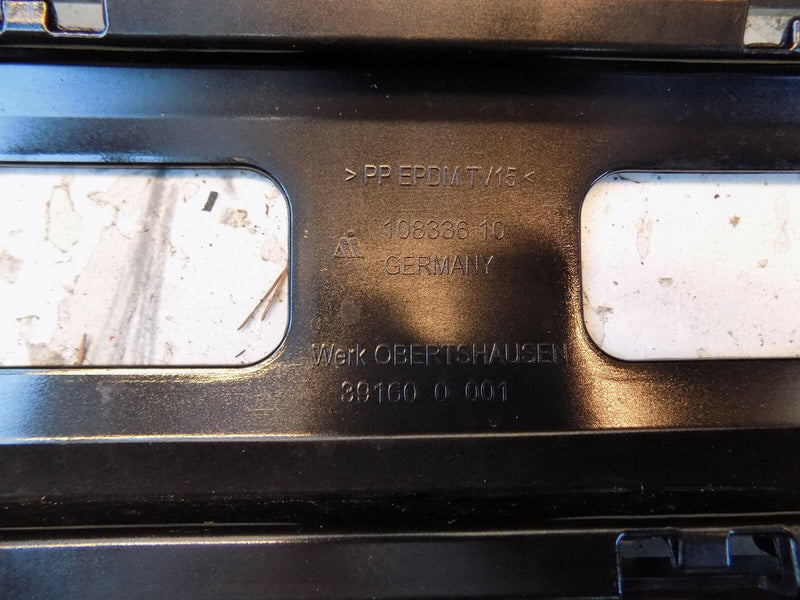 >PP EPDM T/15<
108336 10
GERMANY
Werk OBERTSHAUSEN
39160 0 001